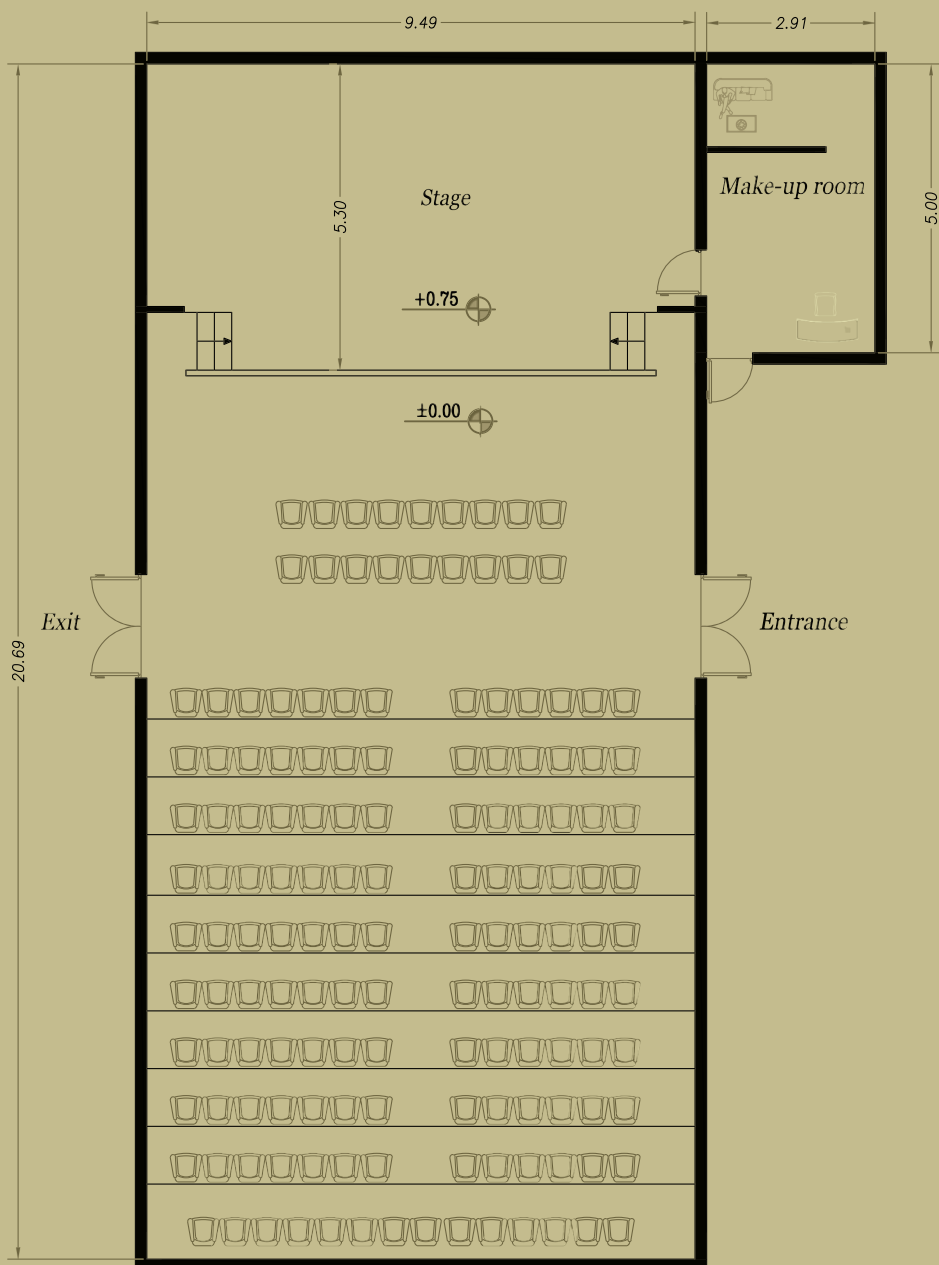 9.49
2.91
Make-up room
Stage
5.30
5.00
+0.75
±0.00
Exit
Entrance
20.69